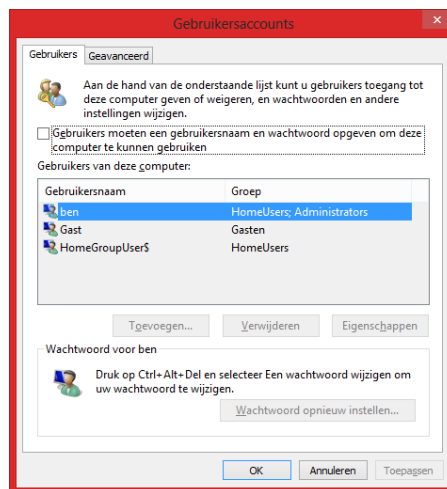 Gebruikersaccounts
Gebruikers Geavanceerd
Aan de hand van de onderstaande lijst kunt u gebruikers toegang tot
deze computer geven of weigeren, en wachtwoorden en andere
instellingen wijzigen.
Gebruikers moeten een gebruikersnaam en wachtwoord opgeven om deze
computer te kunnen gebruiken
Gebruikers van deze computer:
Gebruikersnaam Groep
ben HomeUsers; Administrators
Gast Gasten
HomeGroupUser$ HomeUsers
Toevoegen... Verwijderen Eigenschappen
Wachtwoord voor ben
Druk op Ctrl+Alt+Del en selecteer Een wachtwoord wijzigen om
uw wachtwoord te wijzigen.
Wachtwoord opnieuw instellen...
OK Annuleren Toepassen